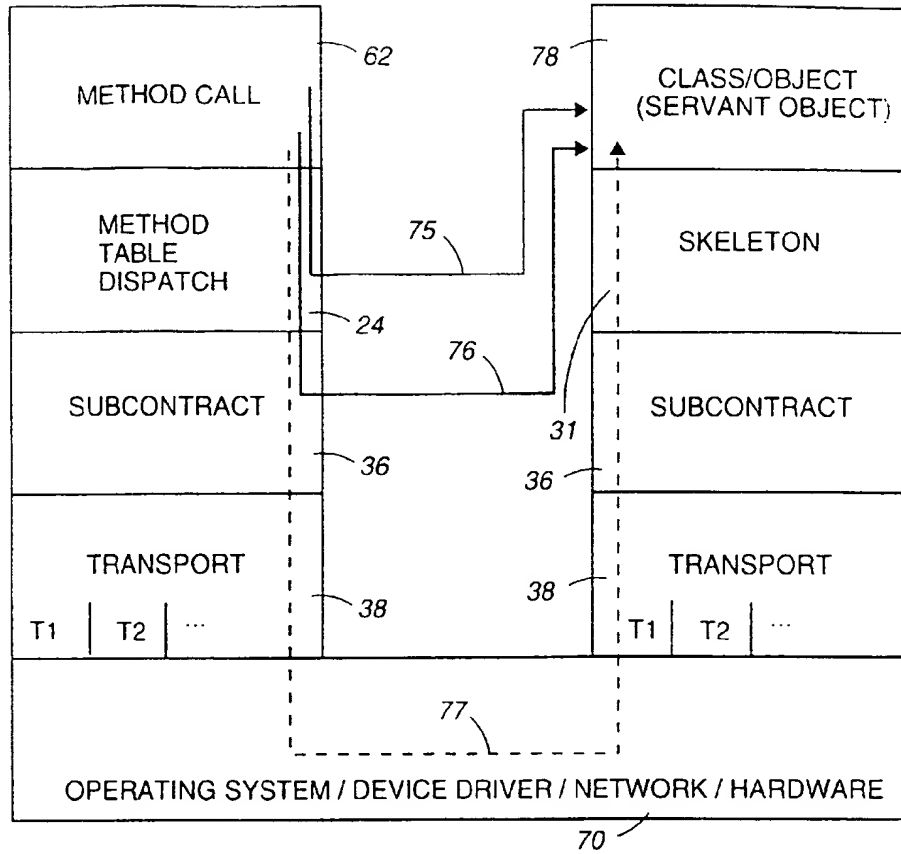 62
METHOD CALL
78
CLASS/OBJECT
(SERVANT OBJECT)
METHOD
TABLE
DISPATCH
75
SKELETON
24
76
31
SUBCONTRACT
36
SUBCONTRACT
36
TRANSPORT
38
TRANSPORT
38
T1
T2
...
T1
T2
...
77
OPERATING SYSTEM / DEVICE DRIVER / NETWORK / HARDWARE
70